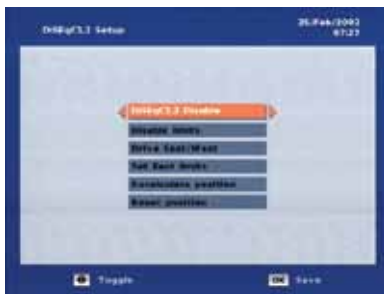 DiSEqC1.2 Setup
25/Feb/2002
07:27
DiSEqC1.2 Disable
Disable limits
Drive East/West
Set East limits
Recalculate position
Reset position
Toggle
OK Save